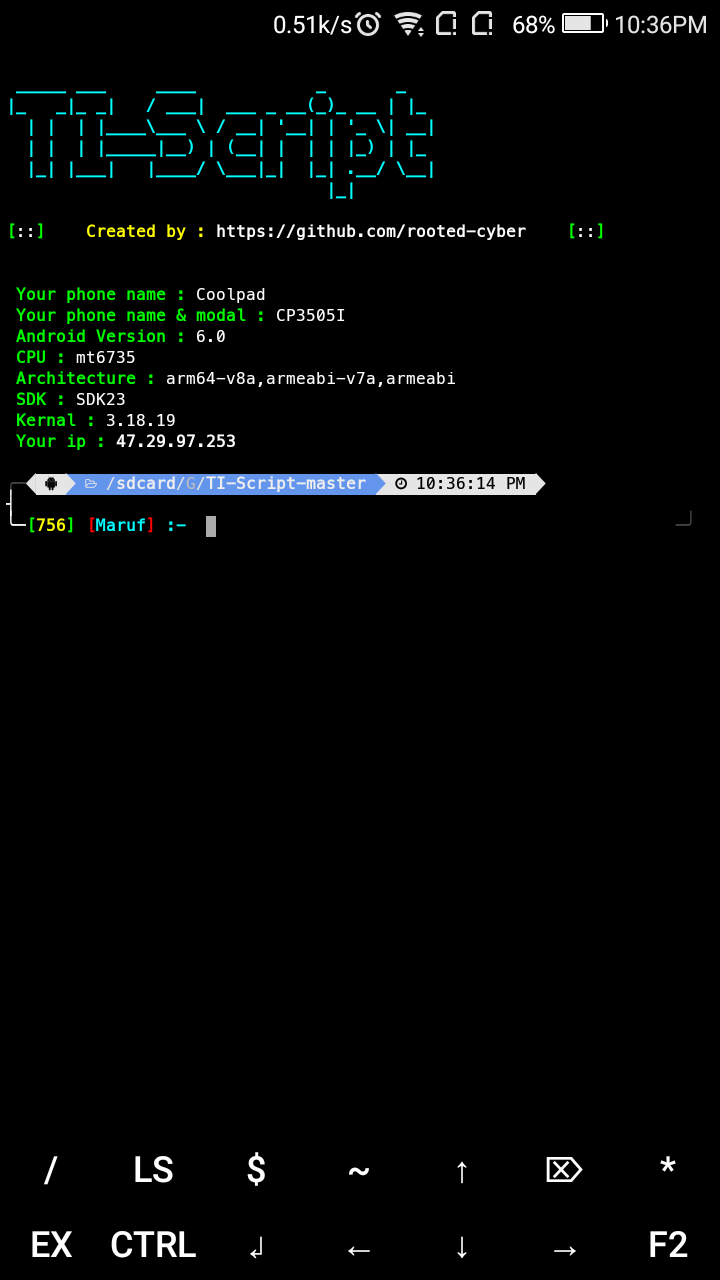 0.51k/s 68% 10:36PM
TI-Script
[::] Created by : https://github.com/rooted-cyber [::]
Your phone name : Coolpad
Your phone name & modal : CP3505I
Android Version : 6.0
CPU : mt6735
Architecture : arm64-v8a,armeabi-v7a,armeabi
SDK : SDK23
Kernal : 3.18.19
Your ip : 47.29.97.253
/sdcard/G/TI-Script-master 10:36:14 PM
[756] [Maruf] :-
/ LS $ ~ ↑ ⌦ *
EX CTRL ↲ ← ↓ → F2